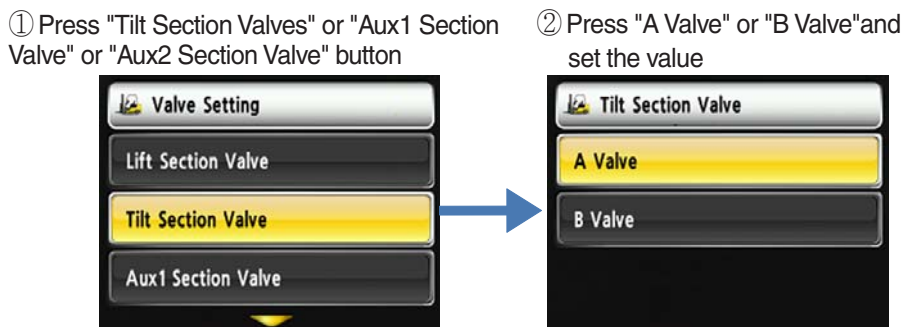 ① Press "Tilt Section Valves" or "Aux1 Section
Valve" or "Aux2 Section Valve" button
Valve Setting
Lift Section Valve
Tilt Section Valve
Aux1 Section Valve
② Press "A Valve" or "B Valve"and
set the value
Tilt Section Valve
A Valve
B Valve